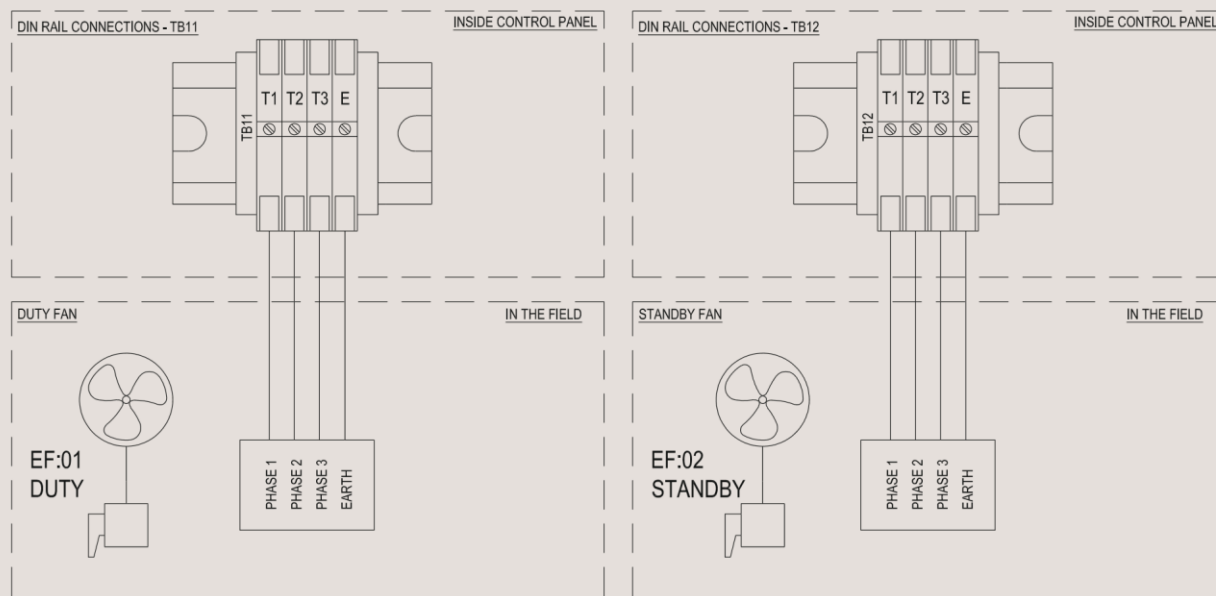 DIN RAIL CONNECTIONS - TB11
INSIDE CONTROL PANEL
TB11
T1 T2 T3 E
DUTY FAN
IN THE FIELD
EF:01
DUTY
PHASE 1
PHASE 2
PHASE 3
EARTH
DIN RAIL CONNECTIONS - TB12
INSIDE CONTROL PANEL
TB12
T1 T2 T3 E
STANDBY FAN
IN THE FIELD
EF:02
STANDBY
PHASE 1
PHASE 2
PHASE 3
EARTH